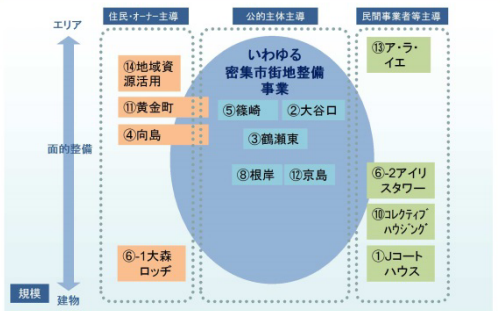 住民・オーナー主導
公的主体主導
民間事業者等主導
エリア
面的整備
建物
規模
⑭地域資
源活用
⑪黄金町
④向島
⑥-1大森
ロッヂ
いわゆる
密集市街地整備
事業
⑤篠崎
②大谷口
③鶴瀬東
⑧根岸
⑫京島
⑬ア・ラ・
イエ
⑥-2アイリ
スタワー
⑩ｺﾚｸﾃｨﾌﾞ
ﾊｳｼﾞﾝｸﾞ
①Jコート
ハウス